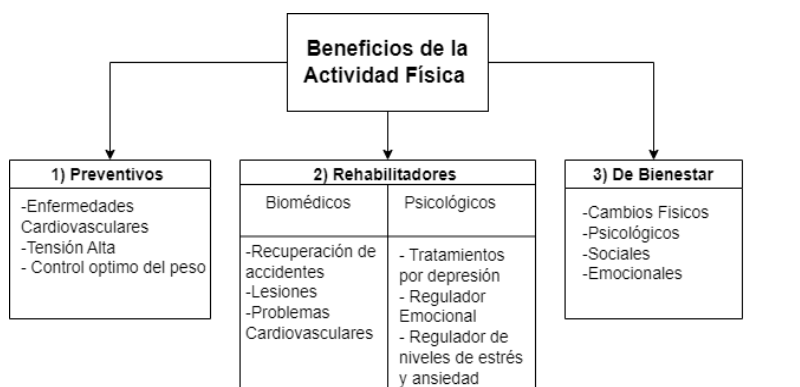 Beneficios de la
Actividad Física
1) Preventivos
-Enfermedades
Cardiovasculares
-Tensión Alta
- Control optimo del peso
2) Rehabilitadores
Biomédicos
-Recuperación de
accidentes
-Lesiones
-Problemas
Cardiovasculares
Psicológicos
- Tratamientos
por depresión
- Regulador
Emocional
- Regulador de
niveles de estrés
y ansiedad
3) De Bienestar
-Cambios Fisicos
-Psicológicos
-Sociales
-Emocionales